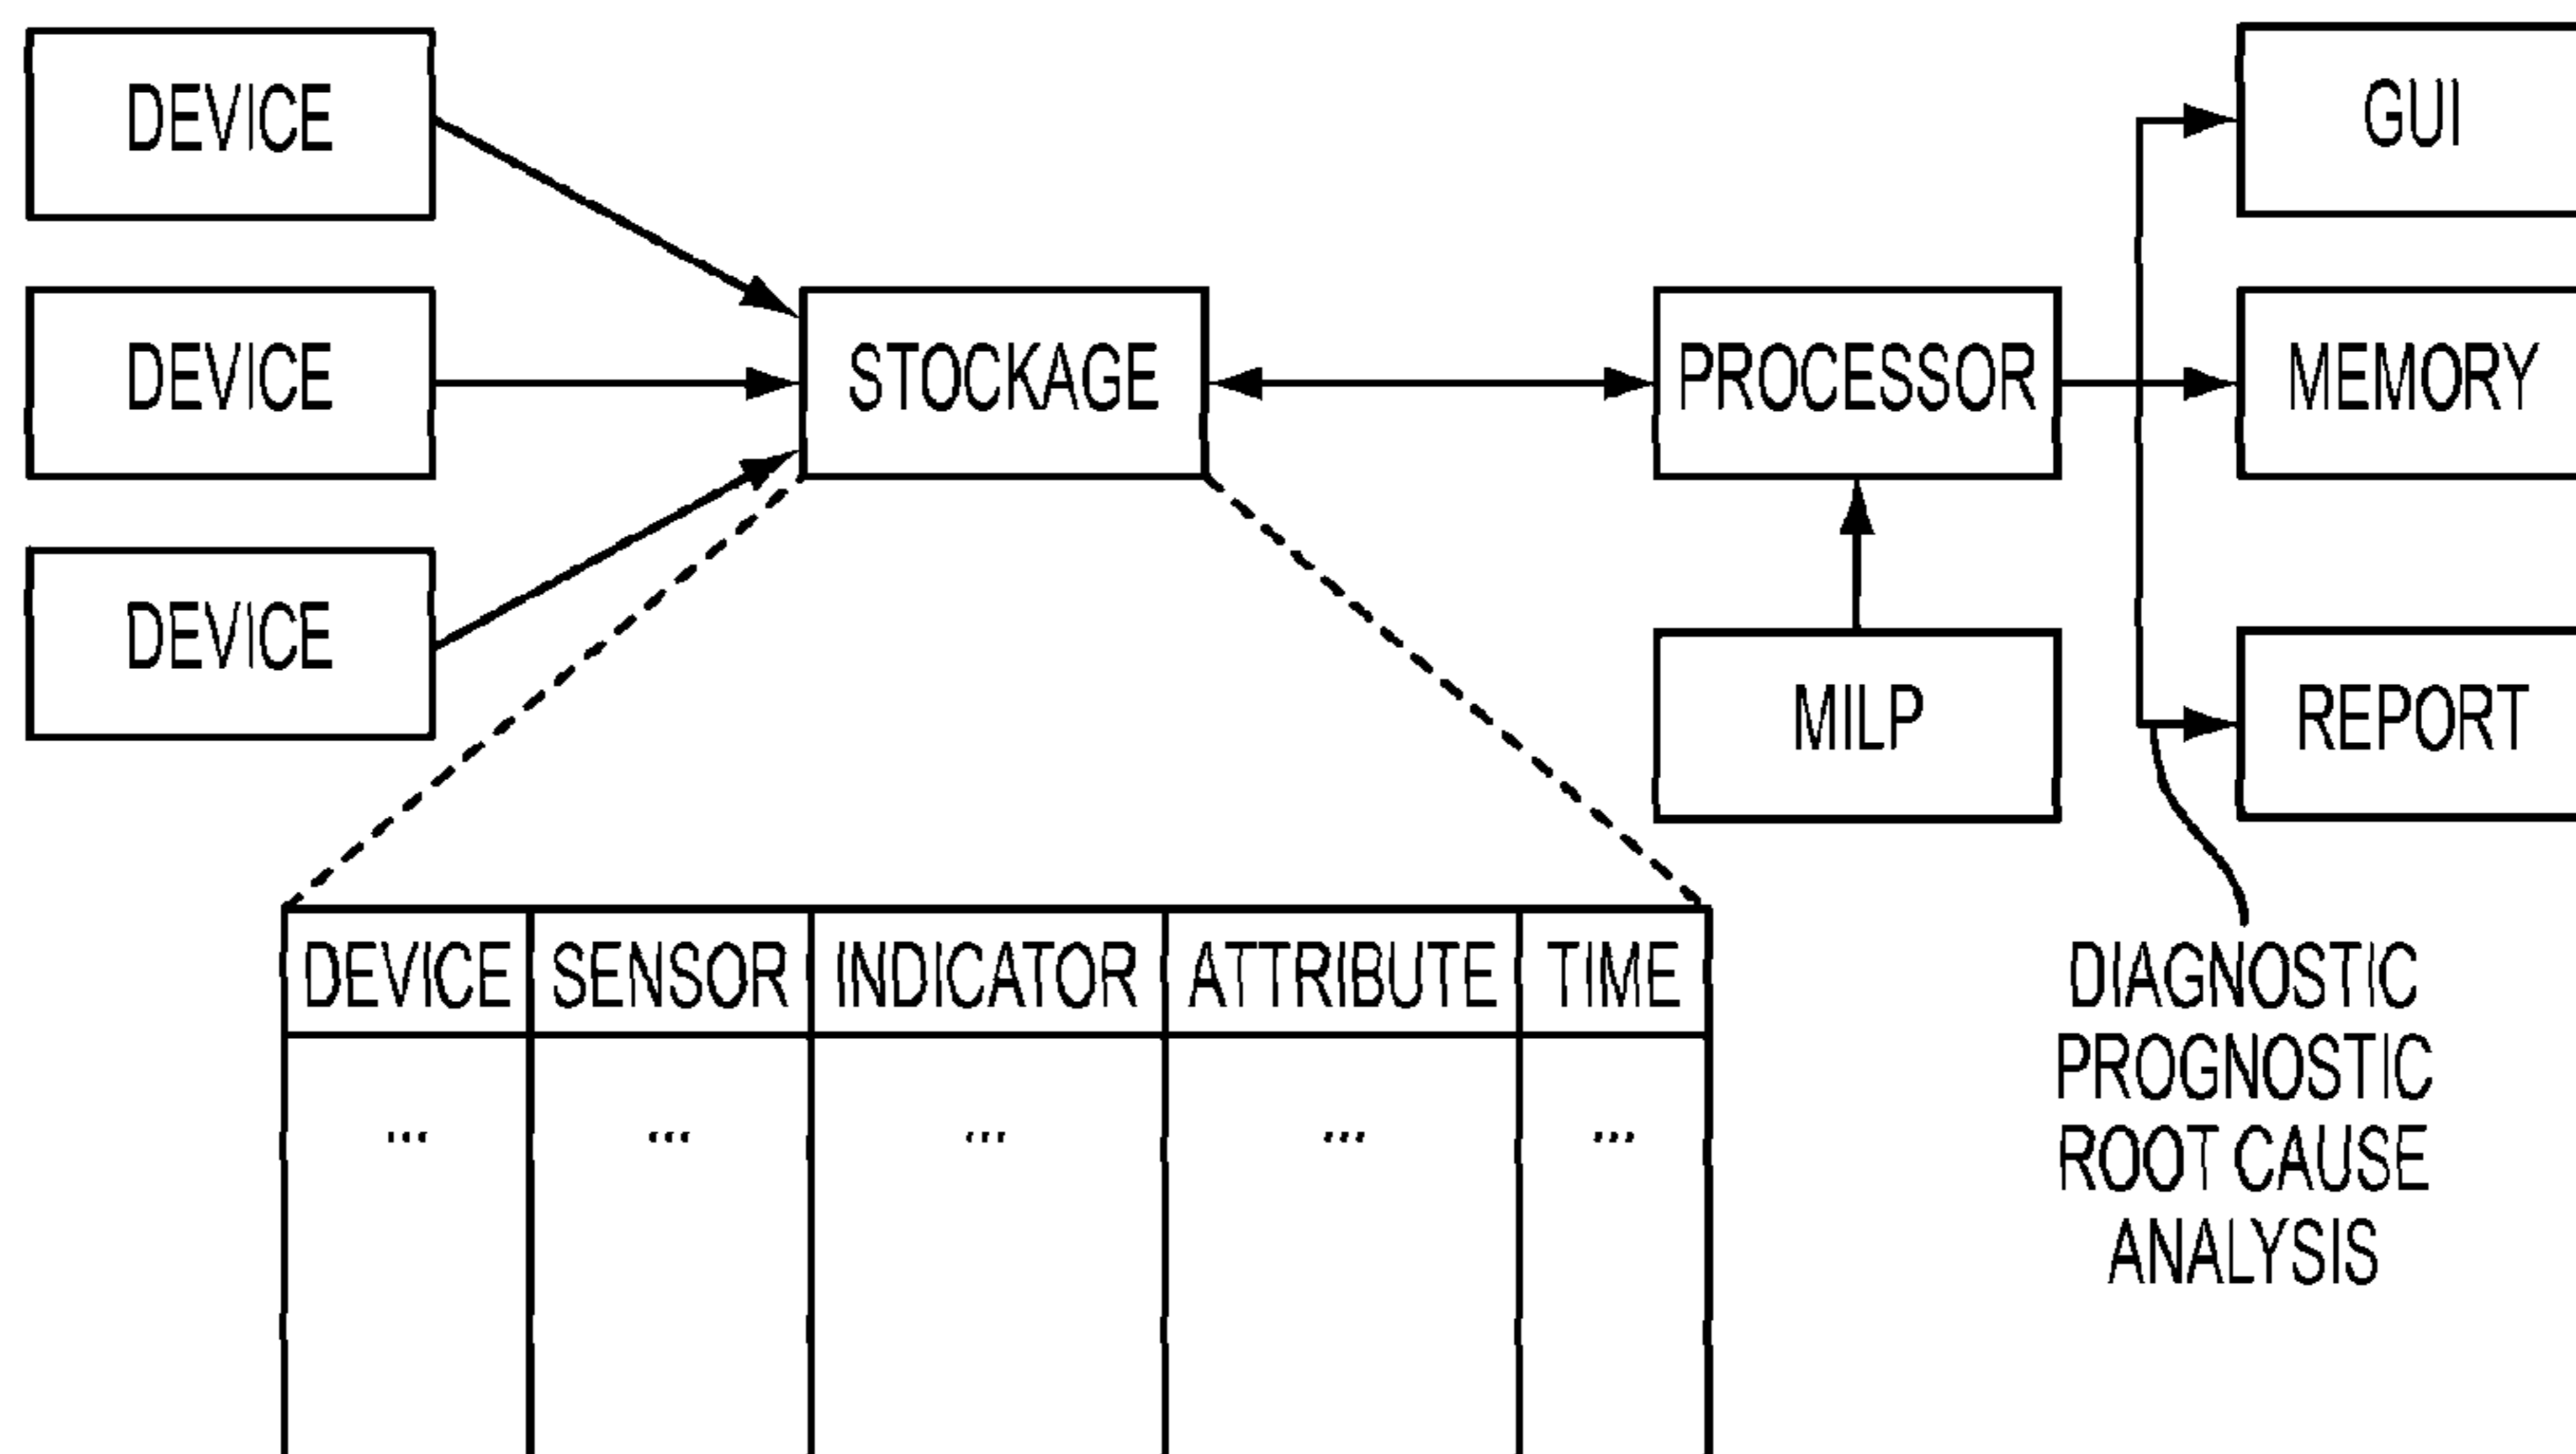 DEVICE
GUI
DEVICE
STOCKAGE
PROCESSOR
MEMORY
DEVICE
MILP
REPORT
DEVICE SENSOR INDICATOR ATTRIBUTE TIME
... ... ... ... ...
DIAGNOSTIC
PROGNOSTIC
ROOT CAUSE
ANALYSIS